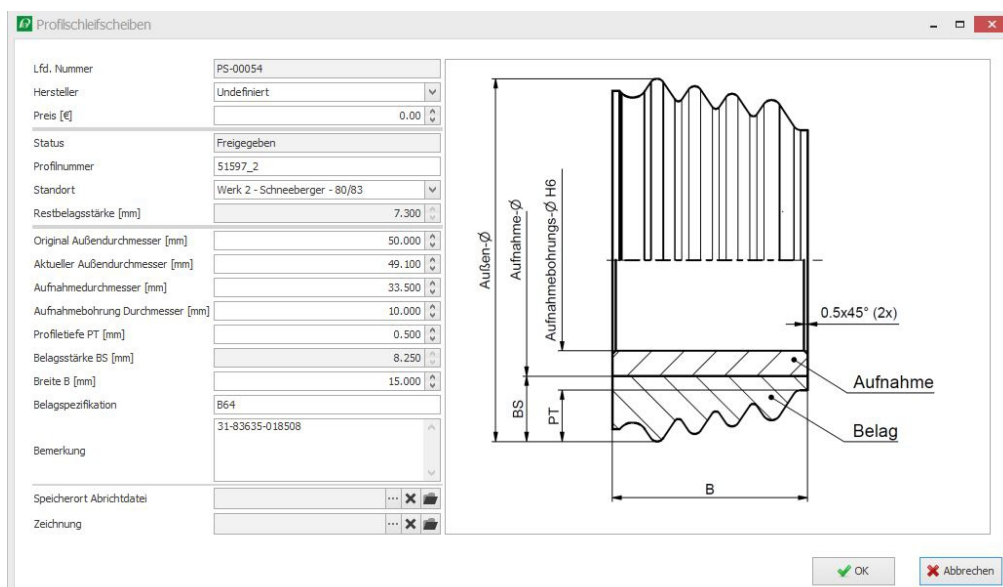 Profilschleifscheiben
Lfd. Nummer PS-00054
Hersteller Undefiniert
Preis [€] 0.00
Status Freigegeben
Profilnummer 51597_2
Standort Werk 2 - Schneeberger - 80/83
Restbelagsstärke [mm] 7.300
Original Außendurchmesser [mm] 50.000
Aktueller Außendurchmesser [mm] 49.100
Aufnahmedurchmesser [mm] 33.500
Aufnahmebohrung Durchmesser [mm] 10.000
Profiletiefe PT [mm] 0.500
Belagsstärke BS [mm] 8.250
Breite B [mm] 15.000
Belagspezifikation B64
Bemerkung 31-83635-018508
Speicherort Abrichtdatei ...
Zeichnung ...
Außen-Ø
Aufnahme-Ø
Aufnahmebohrungs-Ø H6
0.5x45° (2x)
Aufnahme
BS
PT
Belag
B
OK
Abbrechen